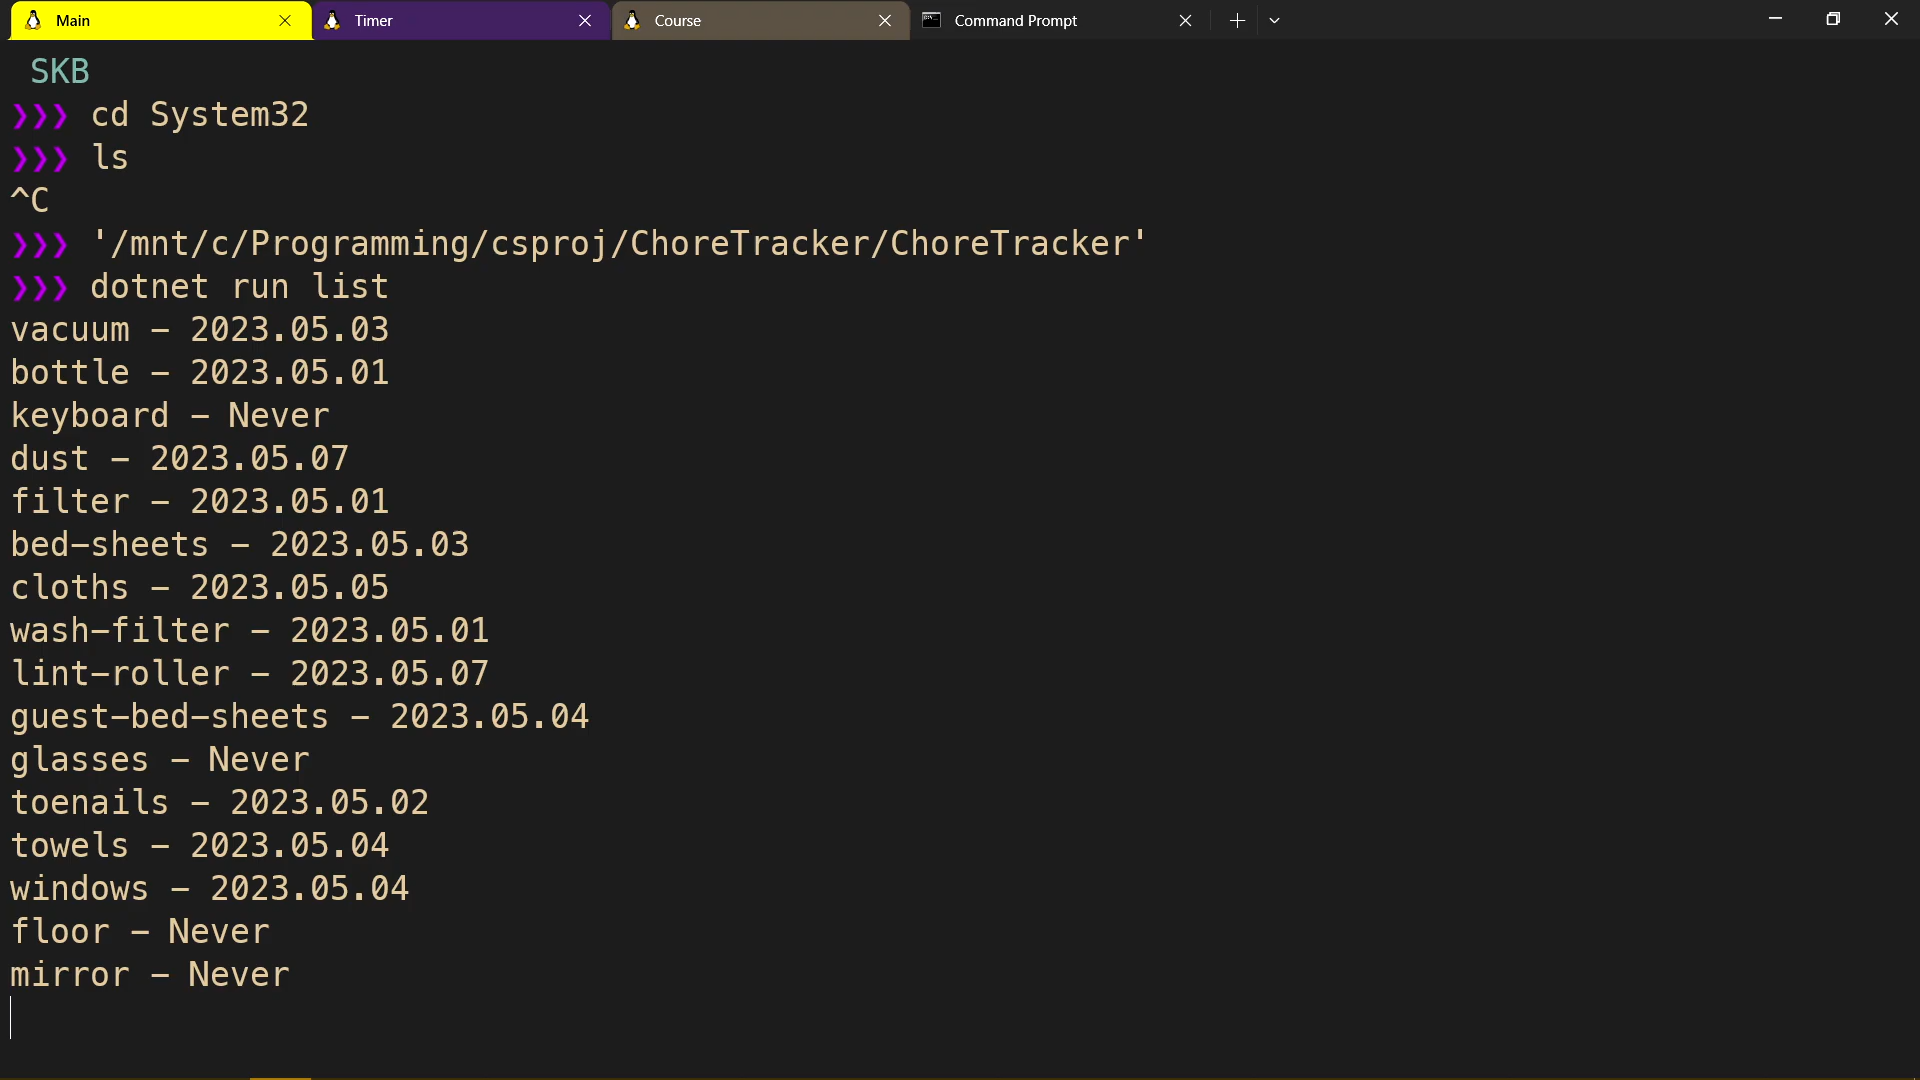 Main
Timer
Course
Command Prompt
SKB
❯❯❯ cd System32
❯❯❯ ls
^C
❯❯❯ '/mnt/c/Programming/csproj/ChoreTracker/ChoreTracker'
❯❯❯ dotnet run list
vacuum - 2023.05.03
bottle - 2023.05.01
keyboard - Never
dust - 2023.05.07
filter - 2023.05.01
bed-sheets - 2023.05.03
cloths - 2023.05.05
wash-filter - 2023.05.01
lint-roller - 2023.05.07
guest-bed-sheets - 2023.05.04
glasses - Never
toenails - 2023.05.02
towels - 2023.05.04
windows - 2023.05.04
floor - Never
mirror - Never